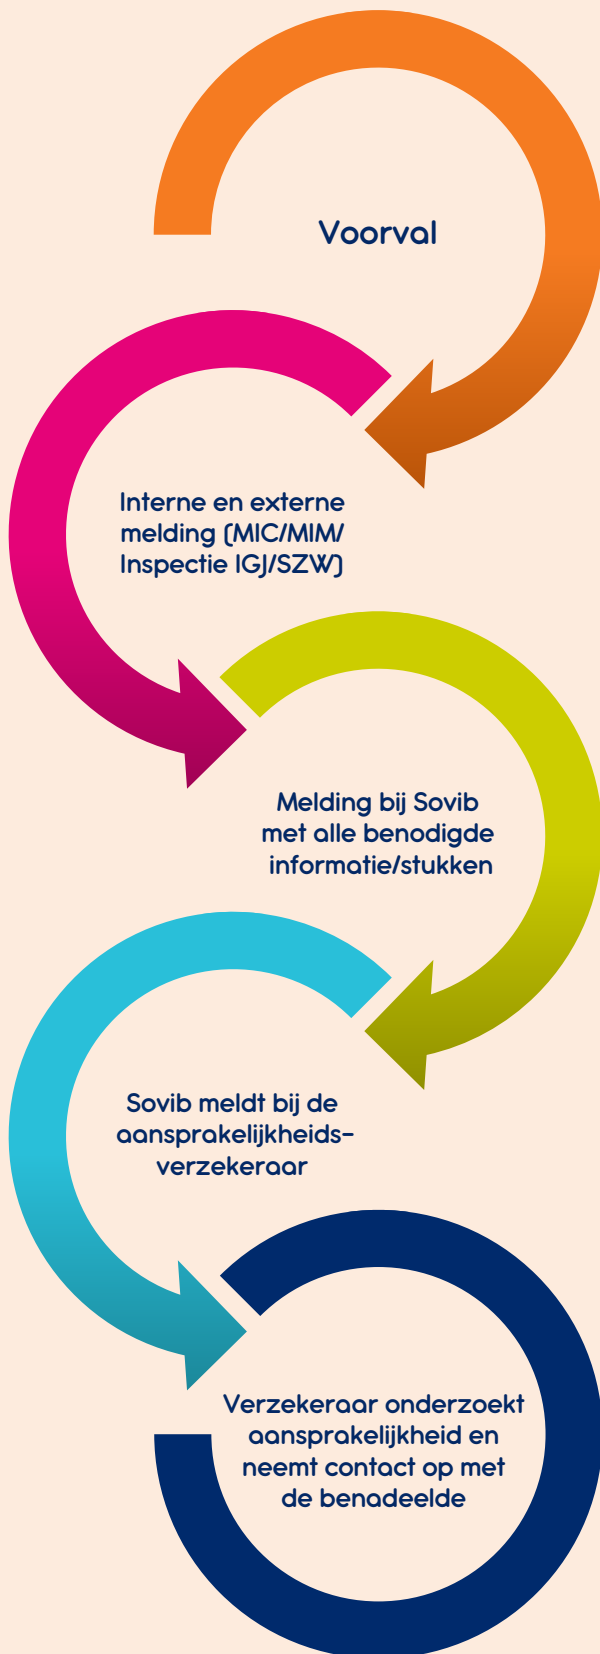 Voorval
Interne en externe
melding (MIC/MIM/
Inspectie IGJ/SZW)
Melding bij Sovib
met alle benodigde
informatie/stukken
Sovib meldt bij de
aansprakelijkheids-
verzekeraar
Verzekeraar onderzoekt
aansprakelijkheid en
neemt contact op met
de benadeelde